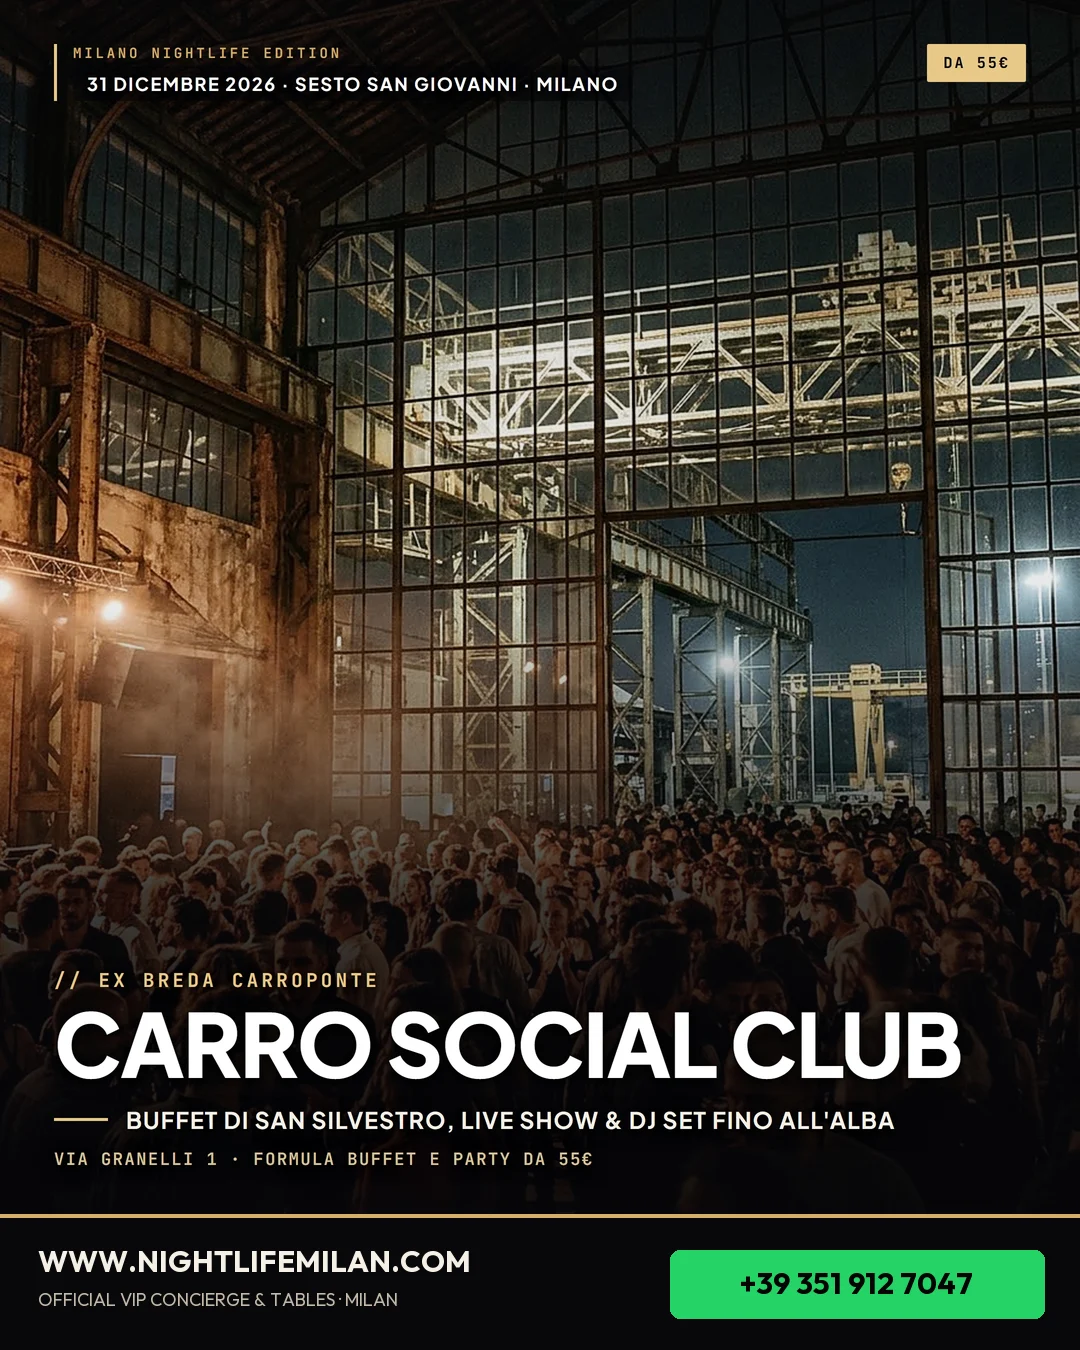 MILANO NIGHTLIFE EDITION
31 DICEMBRE 2026 · SESTO SAN GIOVANNI · MILANO
DA 55€
// EX BREDA CARROPONTE
CARRO SOCIAL CLUB
BUFFET DI SAN SILVESTRO, LIVE SHOW & DJ SET FINO ALL'ALBA
VIA GRANELLI 1 · FORMULA BUFFET E PARTY DA 55€
WWW.NIGHTLIFEMILAN.COM
OFFICIAL VIP CONCIERGE & TABLES · MILAN
+39 351 912 7047